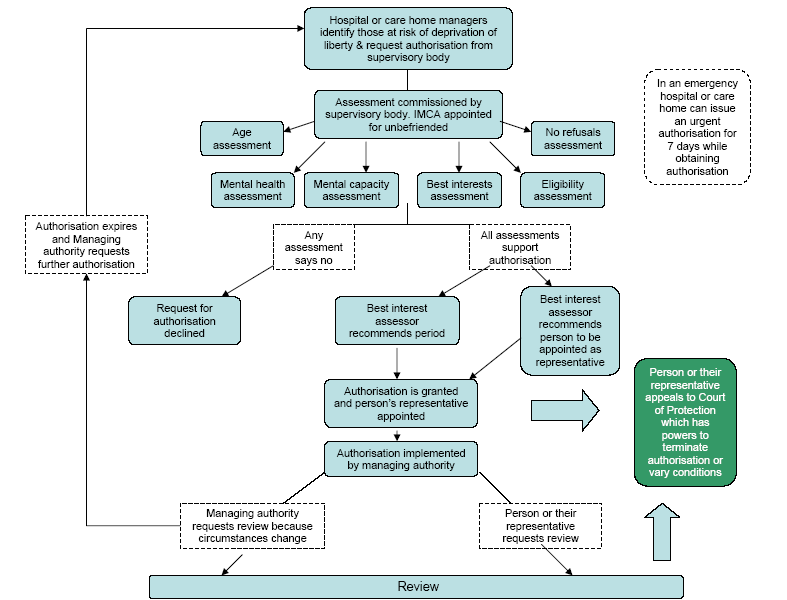 Hospital or care home managers
identify those at risk of deprivation of
liberty & request authorisation from
supervisory body
In an emergency
hospital or care
home can issue
an urgent
authorisation for
7 days while
obtaining
authorisation
Assessment commissioned by
supervisory body. IMCA appointed
for unbefriended
Age
assessment
No refusals
assessment
Mental health
assessment
Mental capacity
assessment
Best interests
assessment
Eligibility
assessment
Authorisation expires
and Managing
authority requests
further authorisation
Any
assessment
says no
All assessments
support
authorisation
Request for
authorisation
declined
Best interest
assessor
recommends period
Best interest
assessor
recommends
person to be
appointed as
representative
Authorisation is granted
and person's representative
appointed
Person or their
representative
appeals to Court
of Protection
which has
powers to
terminate
authorisation or
vary conditions
Authorisation implemented
by managing authority
Managing authority
requests review because
circumstances change
Person or their
representative
requests review
Review